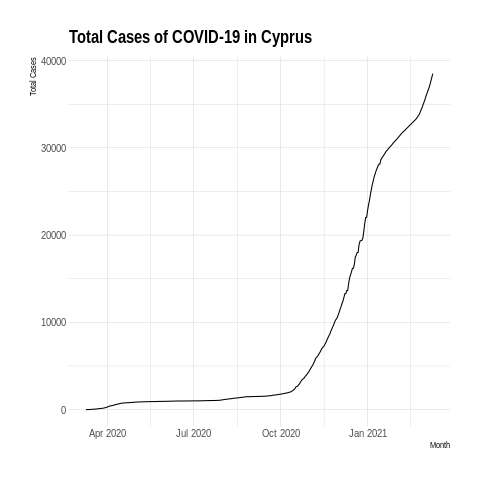 Total Cases of COVID-19 in Cyprus
Total Cases
40000
30000
20000
10000
0
Apr 2020 Jul 2020 Oct 2020 Jan 2021
Month